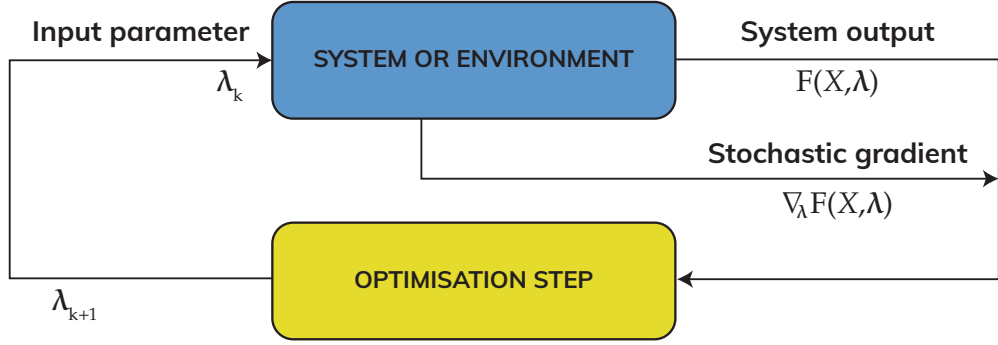 Input parameter
λk
SYSTEM OR ENVIRONMENT
System output
F(X,λ)
Stochastic gradient
∇λF(X,λ)
OPTIMISATION STEP
λk+1